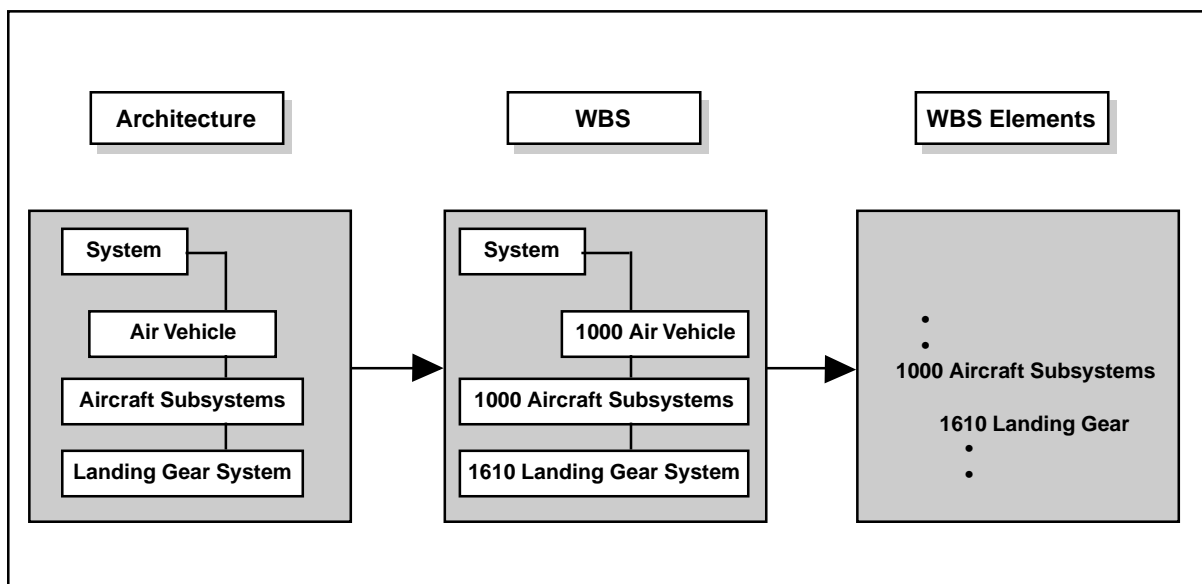 Architecture
System
Air Vehicle
Aircraft Subsystems
Landing Gear System
WBS
System
1000 Air Vehicle
1000 Aircraft Subsystems
1610 Landing Gear System
WBS Elements
1000 Aircraft Subsystems
1610 Landing Gear